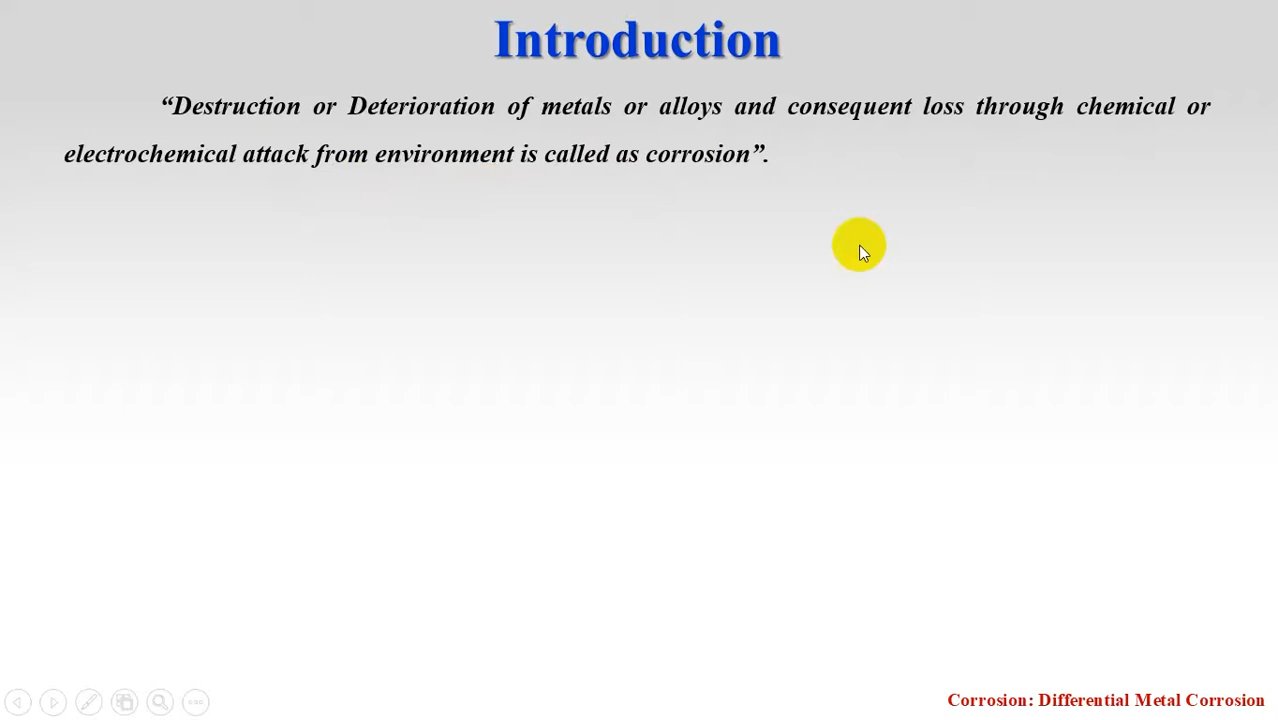 Introduction
“Destruction or Deterioration of metals or alloys and consequent loss through chemical or
electrochemical attack from environment is called as corrosion”.
Corrosion: Differential Metal Corrosion